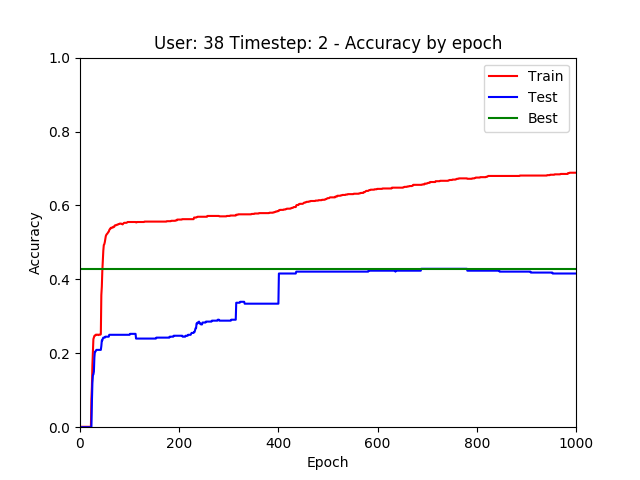 User: 38 Timestep: 2 - Accuracy by epoch
1.0
0.8
0.6
0.4
0.2
0.0
Accuracy
Train
Test
Best
0 200 400 600 800 1000
Epoch